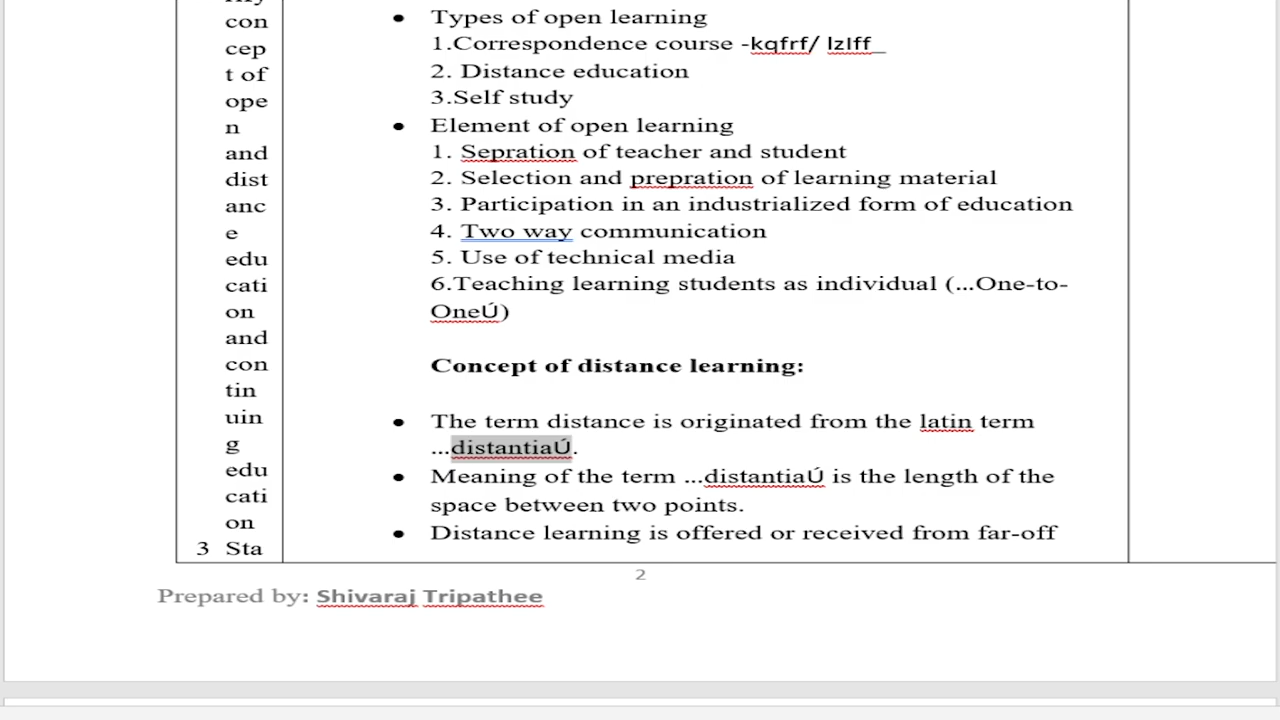 con
cep
t of
ope
n
and
dist
anc
e
edu
cati
on
and
con
tin
uin
g
edu
cati
on
3 Sta
• Types of open learning
1.Correspondence course -kqfrf/ lzIff_
2. Distance education
3.Self study
• Element of open learning
1. Sepration of teacher and student
2. Selection and prepration of learning material
3. Participation in an industrialized form of education
4. Two way communication
5. Use of technical media
6.Teaching learning students as individual (...One-to-
OneÚ)
Concept of distance learning:
• The term distance is originated from the latin term
...distantiaÚ.
• Meaning of the term ...distantiaÚ is the length of the
space between two points.
• Distance learning is offered or received from far-off
2
Prepared by: Shivaraj Tripathee